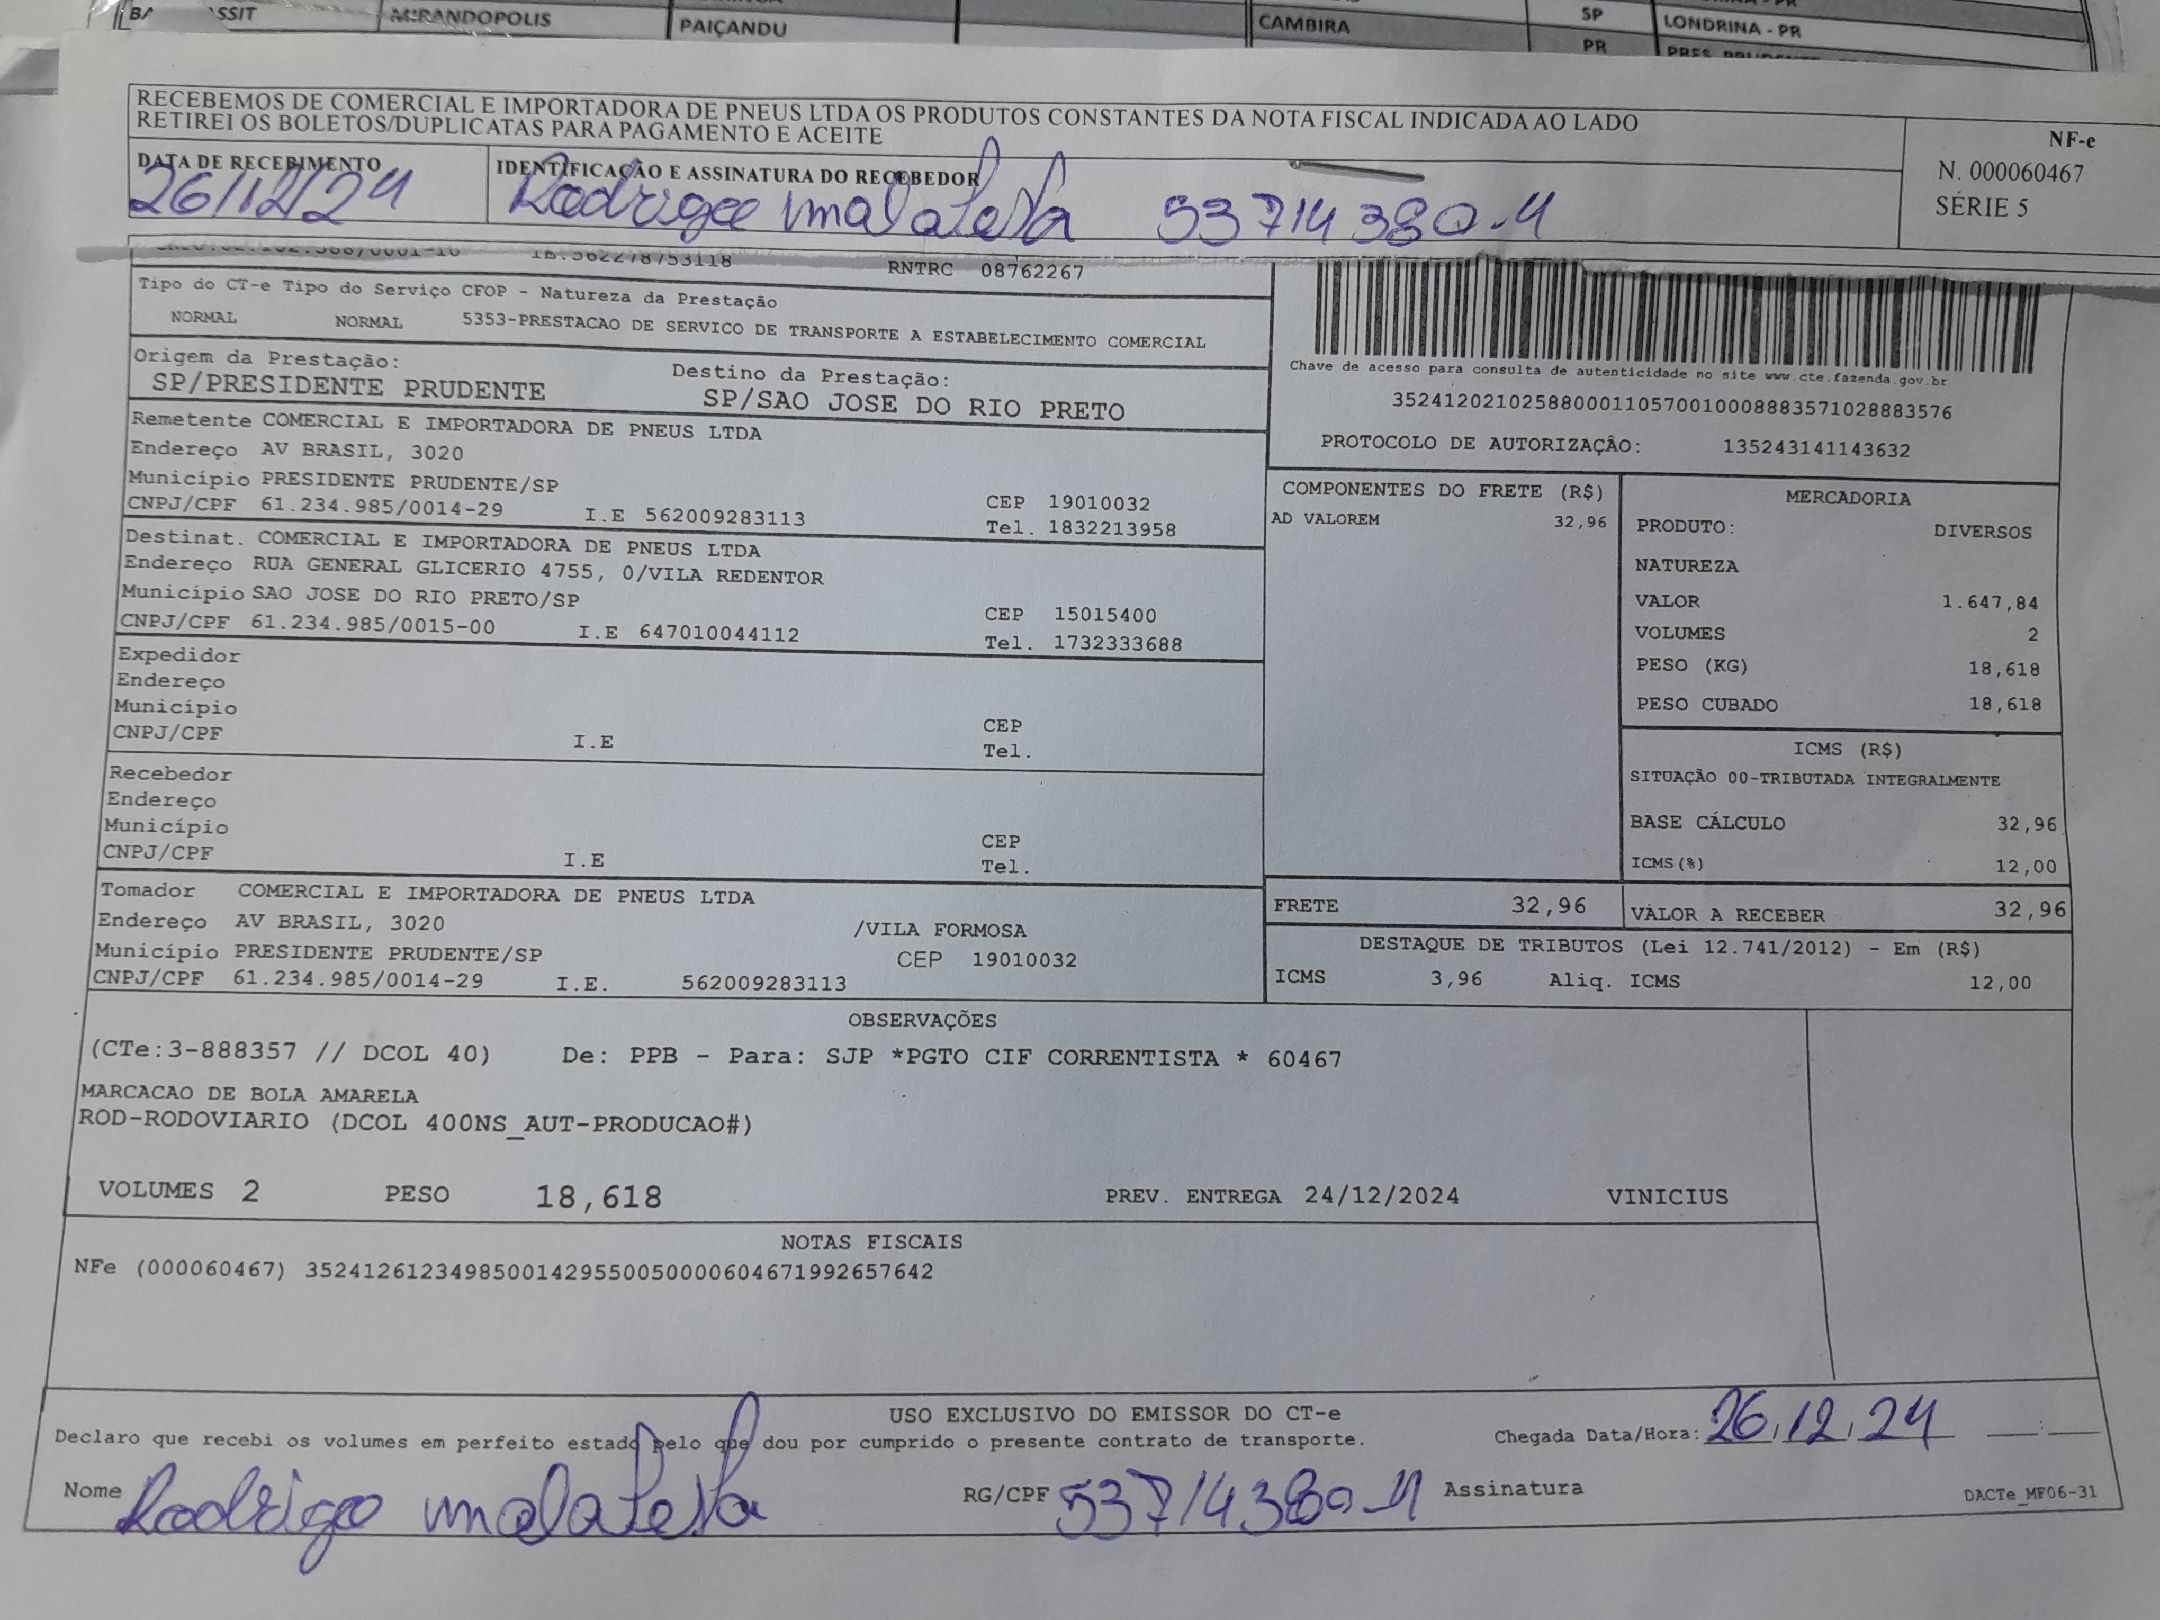 ASSIT MIRANDOPOLIS PAIÇANDU CAMBIRA SP LONDRINA - PR
PR
RECEBEMOS DE COMERCIAL E IMPORTADORA DE PNEUS LTDA OS PRODUTOS CONSTANTES DA NOTA FISCAL INDICADA AO LADO
RETIREI OS BOLETOS/DUPLICATAS PARA PAGAMENTO E ACEITE
NF-e
N. 000060467
SÉRIE 5
DATA DE RECEBIMENTO IDENTIFICAÇÃO E ASSINATURA DO RECEBEDOR
26/12/24 Rodrigo malatesta 53714380-4
IE:562278753118 RNTRC 08762267
Tipo do CT-e Tipo do Serviço CFOP - Natureza da Prestação
NORMAL NORMAL 5353-PRESTACAO DE SERVICO DE TRANSPORTE A ESTABELECIMENTO COMERCIAL
Origem da Prestação: Destino da Prestação:
SP/PRESIDENTE PRUDENTE SP/SAO JOSE DO RIO PRETO
Chave de acesso para consulta de autenticidade no site www.cte.fazenda.gov.br
35241202102588000110570010008883571028883576
PROTOCOLO DE AUTORIZAÇÃO: 135243141143632
Remetente COMERCIAL E IMPORTADORA DE PNEUS LTDA
Endereço AV BRASIL, 3020
Município PRESIDENTE PRUDENTE/SP CEP 19010032
CNPJ/CPF 61.234.985/0014-29 I.E 562009283113 Tel. 1832213958
Destinat. COMERCIAL E IMPORTADORA DE PNEUS LTDA
Endereço RUA GENERAL GLICERIO 4755, 0/VILA REDENTOR
Município SAO JOSE DO RIO PRETO/SP CEP 15015400
CNPJ/CPF 61.234.985/0015-00 I.E 647010044112 Tel. 1732333688
Expedidor
Endereço
Município CEP
CNPJ/CPF I.E Tel.
Recebedor
Endereço
Município CEP
CNPJ/CPF I.E Tel.
Tomador COMERCIAL E IMPORTADORA DE PNEUS LTDA
Endereço AV BRASIL, 3020 /VILA FORMOSA
Município PRESIDENTE PRUDENTE/SP CEP 19010032
CNPJ/CPF 61.234.985/0014-29 I.E. 562009283113
COMPONENTES DO FRETE (R$)
AD VALOREM 32,96
MERCADORIA
PRODUTO: DIVERSOS
NATUREZA
VALOR 1.647,84
VOLUMES 2
PESO (KG) 18,618
PESO CUBADO 18,618
ICMS (R$)
SITUAÇÃO 00-TRIBUTADA INTEGRALMENTE
BASE CÁLCULO 32,96
ICMS(%) 12,00
FRETE 32,96 VALOR A RECEBER 32,96
DESTAQUE DE TRIBUTOS (Lei 12.741/2012) - Em (R$)
ICMS 3,96 Aliq. ICMS 12,00
OBSERVAÇÕES
(CTe:3-888357 // DCOL 40) De: PPB - Para: SJP *PGTO CIF CORRENTISTA * 60467
MARCACAO DE BOLA AMARELA
ROD-RODOVIARIO (DCOL 400NS_AUT-PRODUCAO#)
VOLUMES 2 PESO 18,618 PREV. ENTREGA 24/12/2024 VINICIUS
NOTAS FISCAIS
NFe (000060467) 35241261234985001429550050000604671992657642
USO EXCLUSIVO DO EMISSOR DO CT-e
Declaro que recebi os volumes em perfeito estado pelo que dou por cumprido o presente contrato de transporte. Chegada Data/Hora: 26,12,24 :
Nome Rodrigo malatesta RG/CPF 53714380-4 Assinatura
DACTe_MF06-31